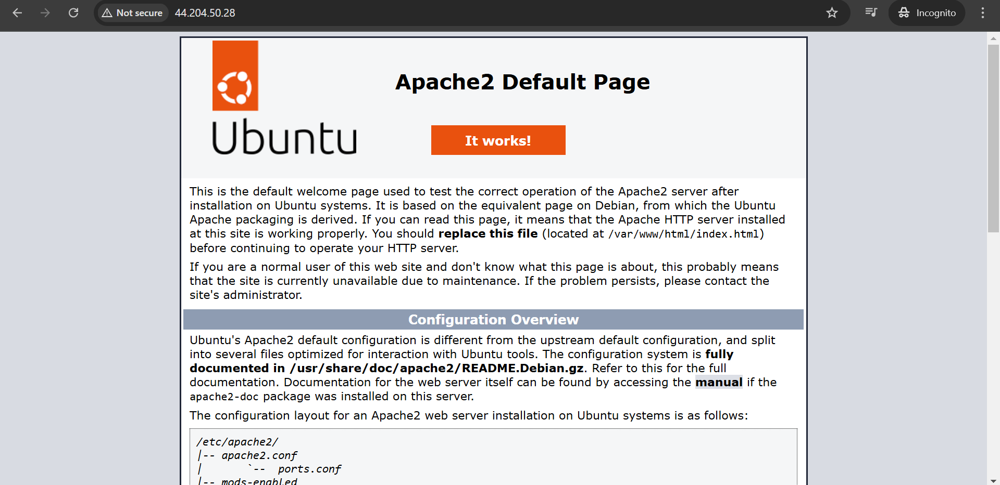 Not secure 44.204.50.28 Incognito
Apache2 Default Page
Ubuntu
It works!
This is the default welcome page used to test the correct operation of the Apache2 server after
installation on Ubuntu systems. It is based on the equivalent page on Debian, from which the Ubuntu
Apache packaging is derived. If you can read this page, it means that the Apache HTTP server installed
at this site is working properly. You should replace this file (located at /var/www/html/index.html)
before continuing to operate your HTTP server.
If you are a normal user of this web site and don't know what this page is about, this probably means
that the site is currently unavailable due to maintenance. If the problem persists, please contact the
site's administrator.
Configuration Overview
Ubuntu's Apache2 default configuration is different from the upstream default configuration, and split
into several files optimized for interaction with Ubuntu tools. The configuration system is fully
documented in /usr/share/doc/apache2/README.Debian.gz. Refer to this for the full
documentation. Documentation for the web server itself can be found by accessing the manual if the
apache2-doc package was installed on this server.
The configuration layout for an Apache2 web server installation on Ubuntu systems is as follows:
/etc/apache2/
|-- apache2.conf
|       `--  ports.conf
|-- mods-enabled